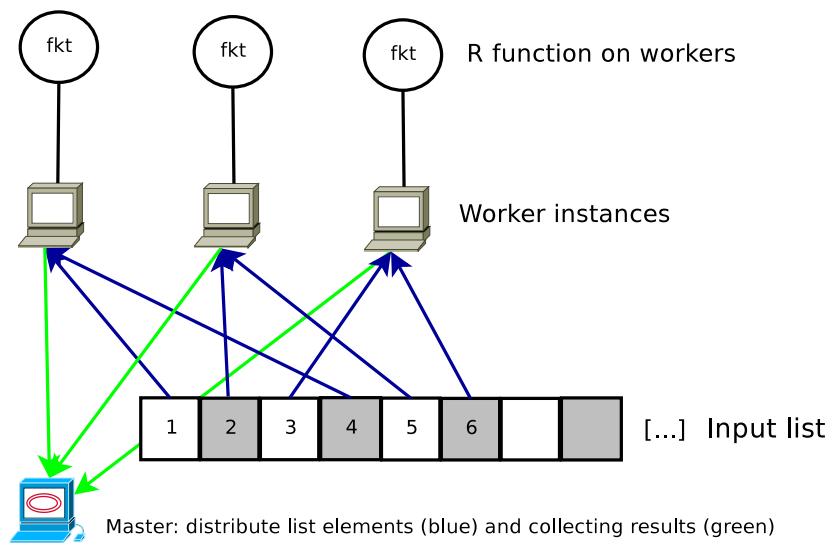 fkt fkt fkt R function on workers
Worker instances
1 2 3 4 5 6 [...] Input list
Master: distribute list elements (blue) and collecting results (green)